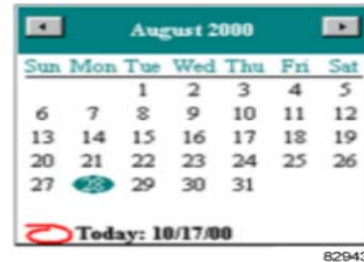 August 2000
Sun Mon Tue Wed Thu Fri Sat
1 2 3 4 5
6 7 8 9 10 11 12
13 14 15 16 17 18 19
20 21 22 23 24 25 26
27 28 29 30 31
Today: 10/17/00
82943